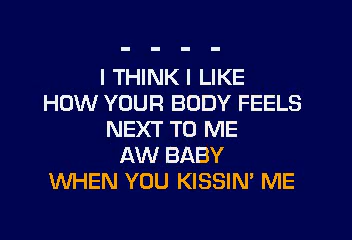 - - - -
I THINK I LIKE
HOW YOUR BODY FEELS
NEXT TO ME
AW BABY
WHEN YOU KISSIN' ME